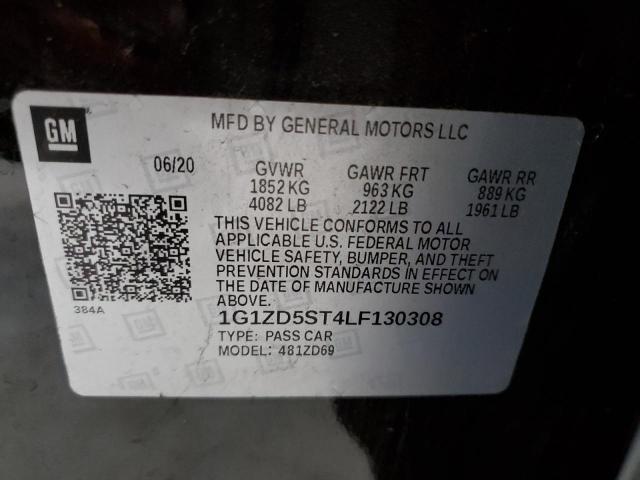 GM
MFD BY GENERAL MOTORS LLC
06/20
GVWR GAWR FRT GAWR RR
1852 KG 963 KG 889 KG
4082 LB 2122 LB 1961 LB
THIS VEHICLE CONFORMS TO ALL
APPLICABLE U.S. FEDERAL MOTOR
VEHICLE SAFETY, BUMPER, AND THEFT
PREVENTION STANDARDS IN EFFECT ON
THE DATE OF MANUFACTURE SHOWN
ABOVE.
384A
1G1ZD5ST4LF130308
TYPE: PASS CAR
MODEL: 481ZD69